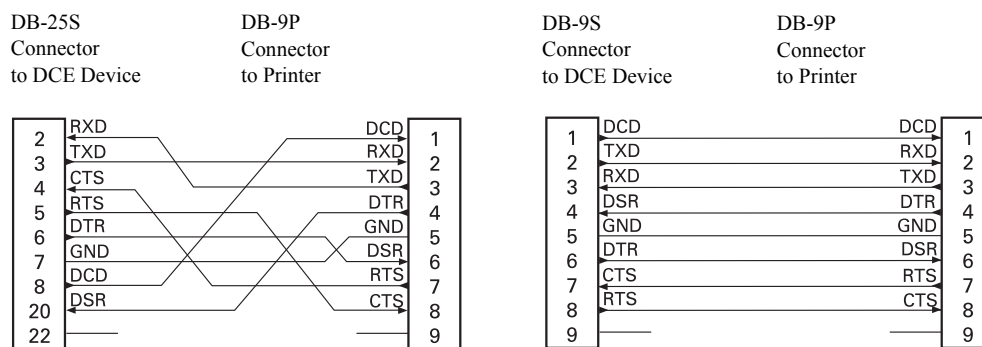 DB-25S
Connector
to DCE Device
DB-9P
Connector
to Printer
2 RXD DCD 1
3 TXD RXD 2
4 CTS TXD 3
5 RTS DTR 4
6 DTR GND 5
7 GND DSR 6
8 DCD RTS 7
20 DSR CTS 8
22 9
DB-9S
Connector
to DCE Device
DB-9P
Connector
to Printer
1 DCD DCD 1
2 TXD RXD 2
3 RXD TXD 3
4 DSR DTR 4
5 GND GND 5
6 DTR DSR 6
7 CTS RTS 7
8 RTS CTS 8
9 9